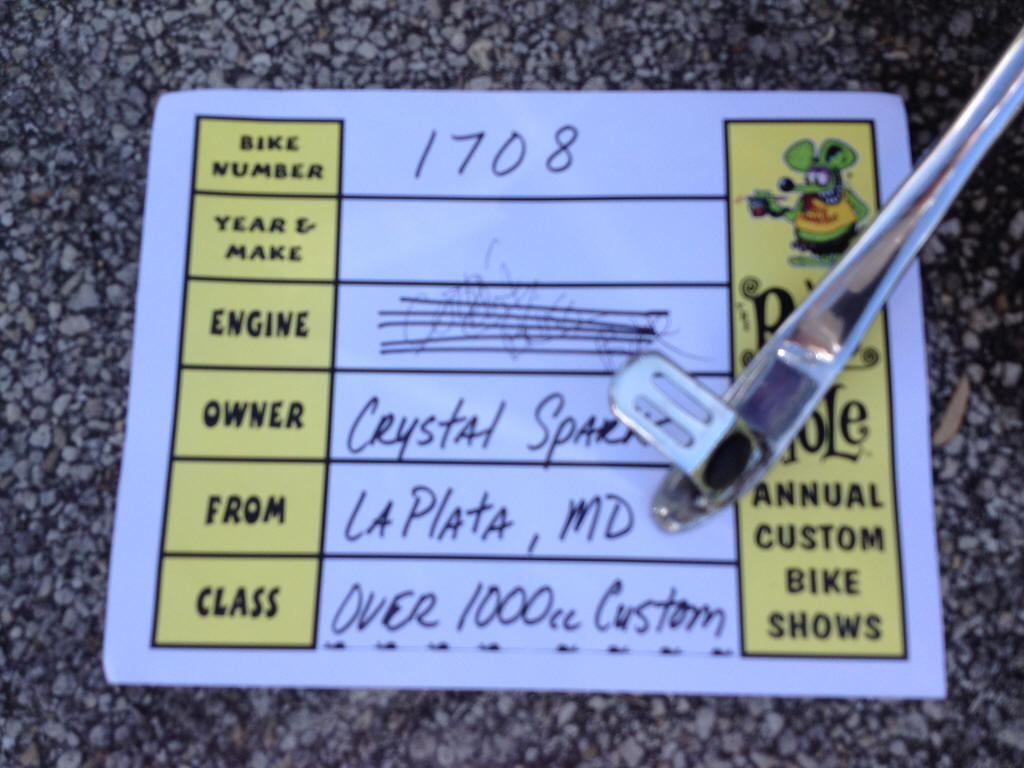 BIKE NUMBER 1708
YEAR & MAKE
ENGINE
OWNER Crystal
FROM LA Plata, MD
CLASS OVER 1000cc Custom
ANNUAL
CUSTOM
BIKE
SHOWS